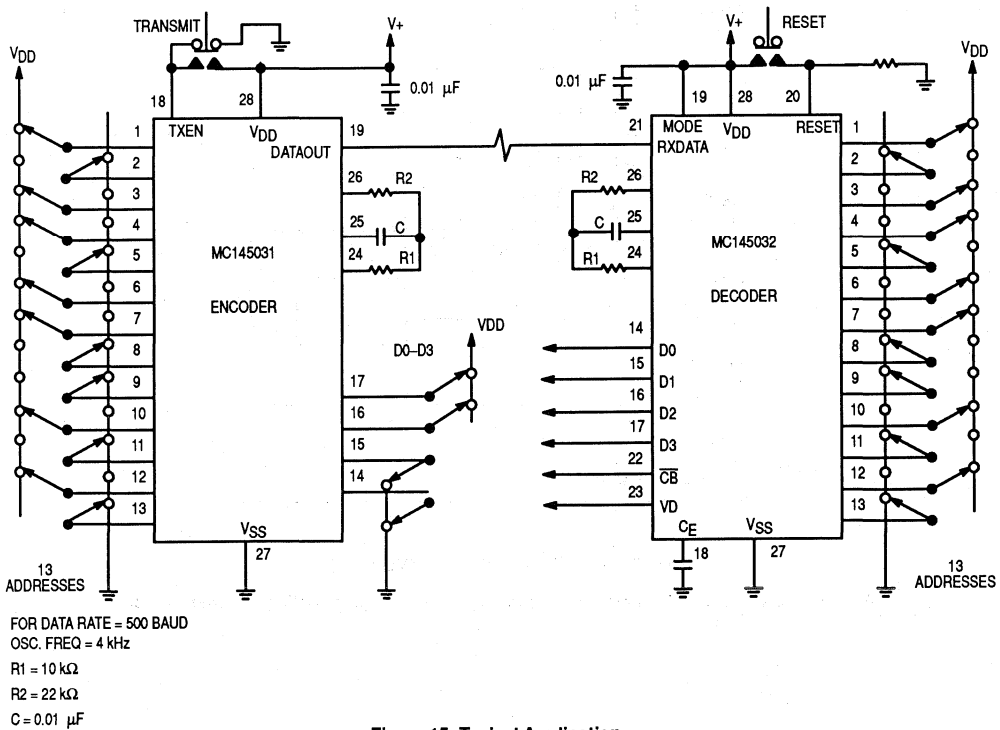 TRANSMIT
V+
V+
RESET
VDD
VDD
0.01 μF
0.01 μF
18
28
19
28
20
TXEN
VDD
19
DATAOUT
21
MODE
VDD
RESET
RXDATA
1
2
3
4
5
6
7
8
9
10
11
12
13
26
R2
25
C
24
R1
MC145031
ENCODER
D0–D3
VDD
17
16
15
14
VSS
27
R2
26
C
25
R1
24
MC145032
DECODER
14
D0
15
D1
16
D2
17
D3
22
CB
23
VD
CE
18
VSS
27
1
2
3
4
5
6
7
8
9
10
11
12
13
13
ADDRESSES
13
ADDRESSES
FOR DATA RATE = 500 BAUD
OSC. FREQ = 4 kHz
R1 = 10 kΩ
R2 = 22 kΩ
C = 0.01 μF